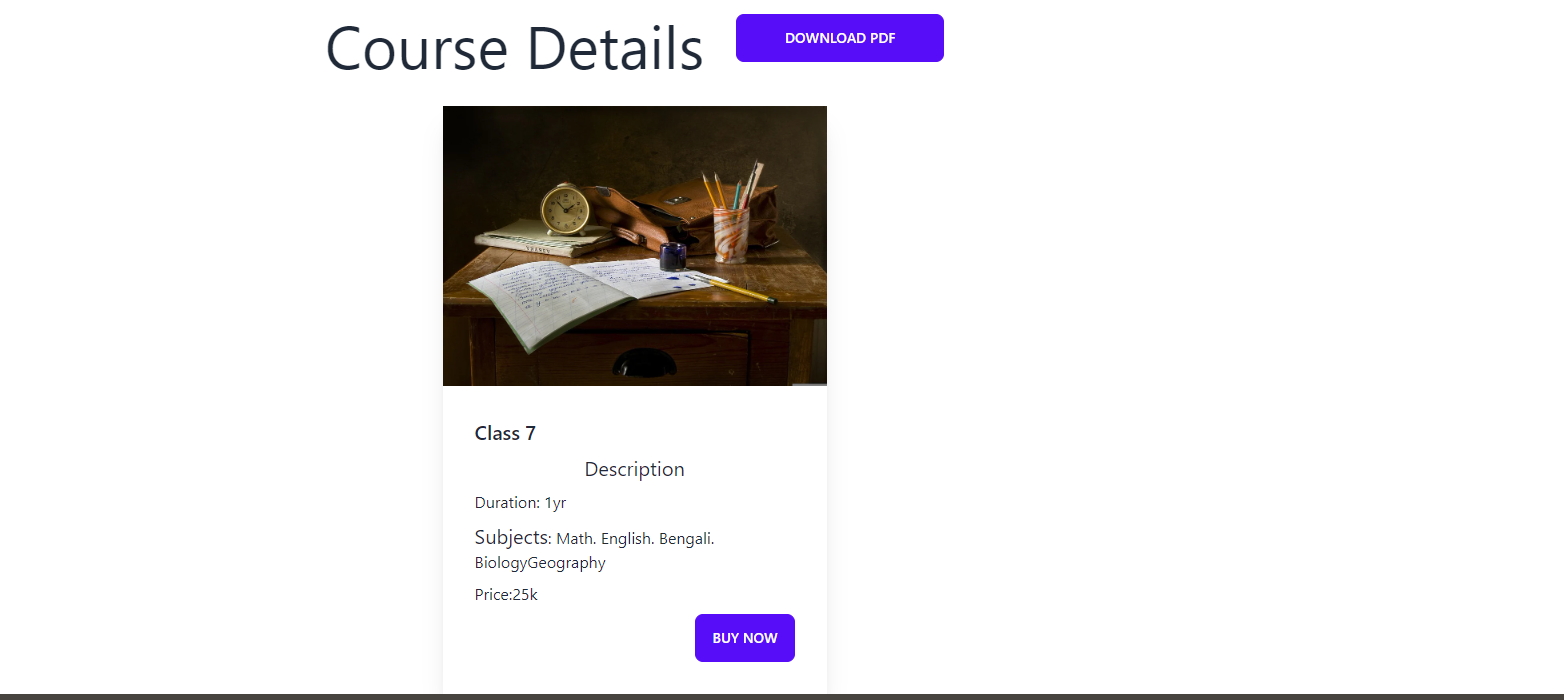 Course Details
DOWNLOAD PDF
Class 7
Description
Duration: 1yr
Subjects: Math. English. Bengali.
BiologyGeography
Price:25k
BUY NOW